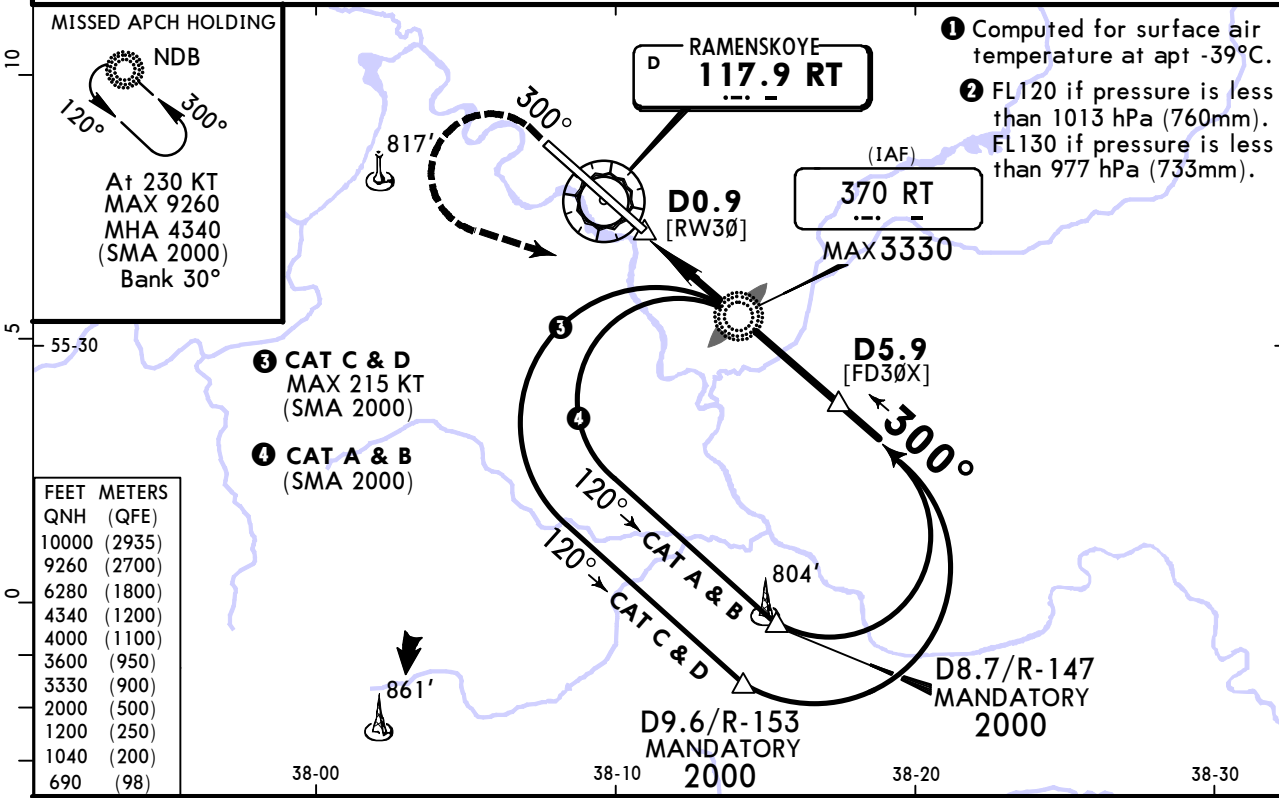 MISSED APCH HOLDING
NDB
120°
300°
At 230 KT
MAX 9260
MHA 4340
(SMA 2000)
Bank 30°
10
5
0
300°
817'
RAMENSKOYE
D 117.9 RT
D0.9
[RW3Ø]
(IAF)
370 RT
MAX 3330
❶ Computed for surface air
temperature at apt -39°C.
❷ FL120 if pressure is less
than 1013 hPa (760mm).
FL130 if pressure is less
than 977 hPa (733mm).
55-30
❸
❸ CAT C & D
MAX 215 KT
(SMA 2000)
❹
❹ CAT A & B
(SMA 2000)
D5.9
[FD3ØX]
300°
120° CAT A & B
120° CAT C & D
804'
861'
D8.7/R-147
MANDATORY
2000
D9.6/R-153
MANDATORY
2000
FEET METERS
QNH (QFE)
10000 (2935)
9260 (2700)
6280 (1800)
4340 (1200)
4000 (1100)
3600 (950)
3330 (900)
2000 (500)
1200 (250)
1040 (200)
690 (98)
38-00
38-10
38-20
38-30